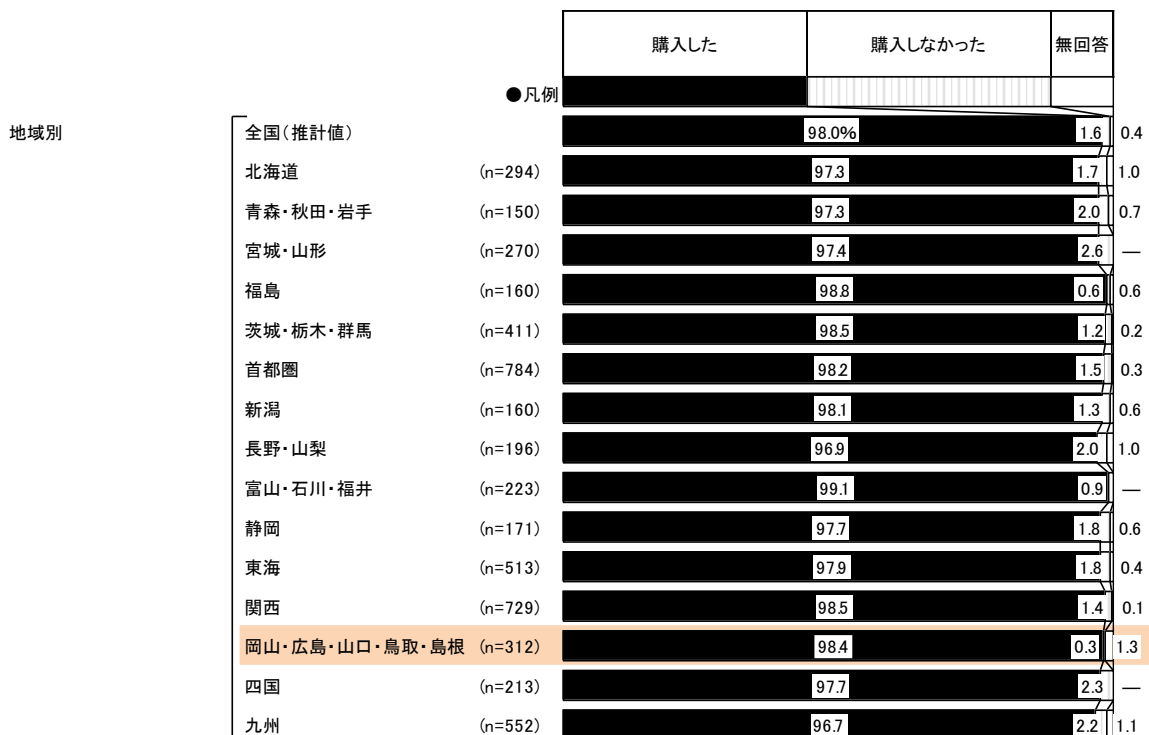 購入した 購入しなかった 無回答
●凡例
地域別 全国(推計値) 98.0% 1.6 0.4
北海道 (n=294) 97.3 1.7 1.0
青森・秋田・岩手 (n=150) 97.3 2.0 0.7
宮城・山形 (n=270) 97.4 2.6 —
福島 (n=160) 98.8 0.6 0.6
茨城・栃木・群馬 (n=411) 98.5 1.2 0.2
首都圏 (n=784) 98.2 1.5 0.3
新潟 (n=160) 98.1 1.3 0.6
長野・山梨 (n=196) 96.9 2.0 1.0
富山・石川・福井 (n=223) 99.1 0.9 —
静岡 (n=171) 97.7 1.8 0.6
東海 (n=513) 97.9 1.8 0.4
関西 (n=729) 98.5 1.4 0.1
岡山・広島・山口・鳥取・島根 (n=312) 98.4 0.3 1.3
四国 (n=213) 97.7 2.3 —
九州 (n=552) 96.7 2.2 1.1